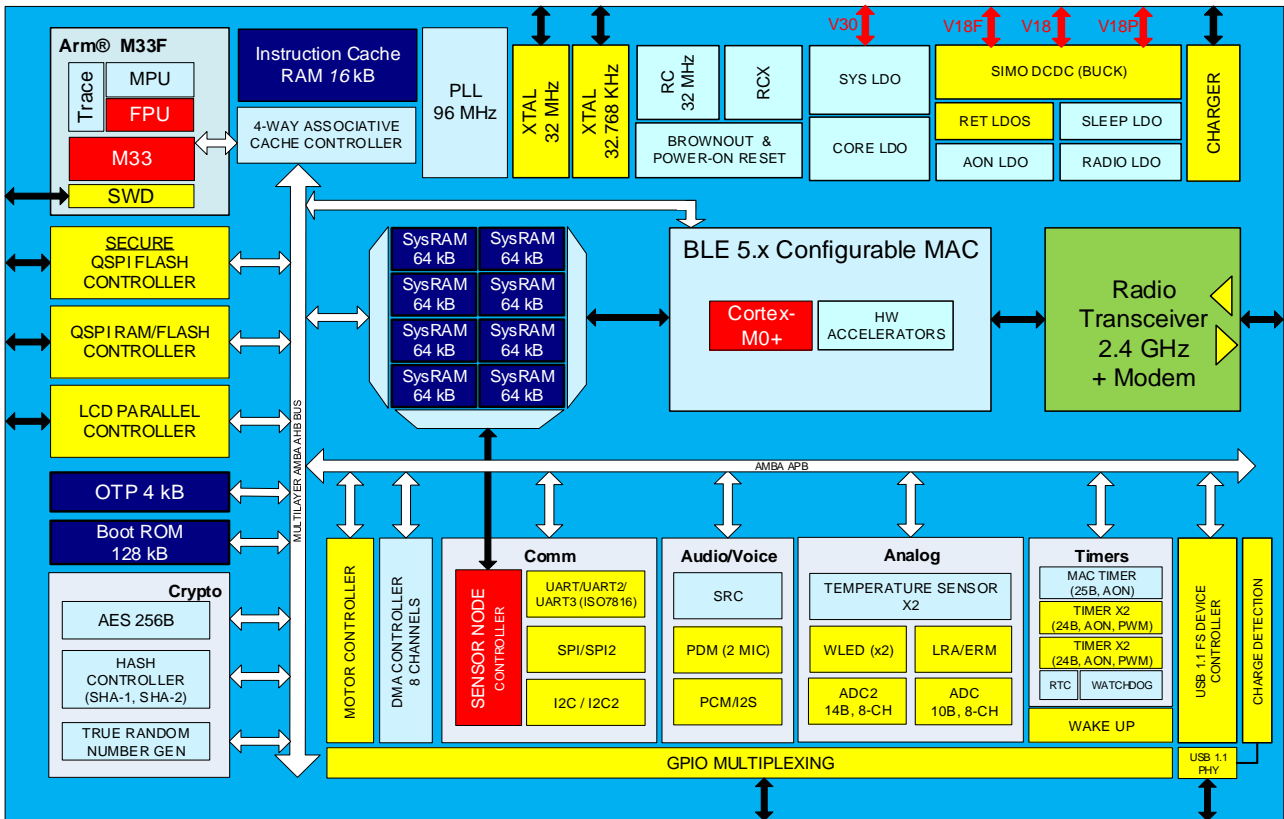 Arm® M33F
Trace
MPU
FPU
M33
SWD
Instruction Cache
RAM 16 kB
4-WAY ASSOCIATIVE
CACHE CONTROLLER
PLL
96 MHz
XTAL
32 MHz
XTAL
32.768 KHz
RC
32 MHz
RCX
BROWNOUT &
POWER-ON RESET
V30
SYS LDO
CORE LDO
V18F
V18
V18P
SIMO DCDC (BUCK)
RET LDOS
SLEEP LDO
AON LDO
RADIO LDO
CHARGER
SECURE
QSPI FLASH
CONTROLLER
QSPI RAM/FLASH
CONTROLLER
LCD PARALLEL
CONTROLLER
OTP 4 kB
Boot ROM
128 kB
Crypto
AES 256B
HASH
CONTROLLER
(SHA-1, SHA-2)
TRUE RANDOM
NUMBER GEN
MULTILAYER AMBA AHB BUS
SysRAM
64 kB
SysRAM
64 kB
SysRAM
64 kB
SysRAM
64 kB
SysRAM
64 kB
SysRAM
64 kB
SysRAM
64 kB
SysRAM
64 kB
BLE 5.x Configurable MAC
Cortex-
M0+
HW
ACCELERATORS
Radio
Transceiver
2.4 GHz
+ Modem
AMBA APB
MOTOR CONTROLLER
DMA CONTROLLER
8 CHANNELS
Comm
SENSOR NODE
CONTROLLER
UART/UART2/
UART3 (ISO7816)
SPI/SPI2
I2C / I2C2
Audio/Voice
SRC
PDM (2 MIC)
PCM/I2S
Analog
TEMPERATURE SENSOR
X2
WLED (x2)
LRA/ERM
ADC2
14B, 8-CH
ADC
10B, 8-CH
Timers
MAC TIMER
(25B, AON)
TIMER X2
(24B, AON, PWM)
TIMER X2
(24B, AON, PWM)
RTC
WATCHDOG
WAKE UP
USB 1.1 FS DEVICE
CONTROLLER
CHARGE DETECTION
GPIO MULTIPLEXING
USB 1.1
PHY